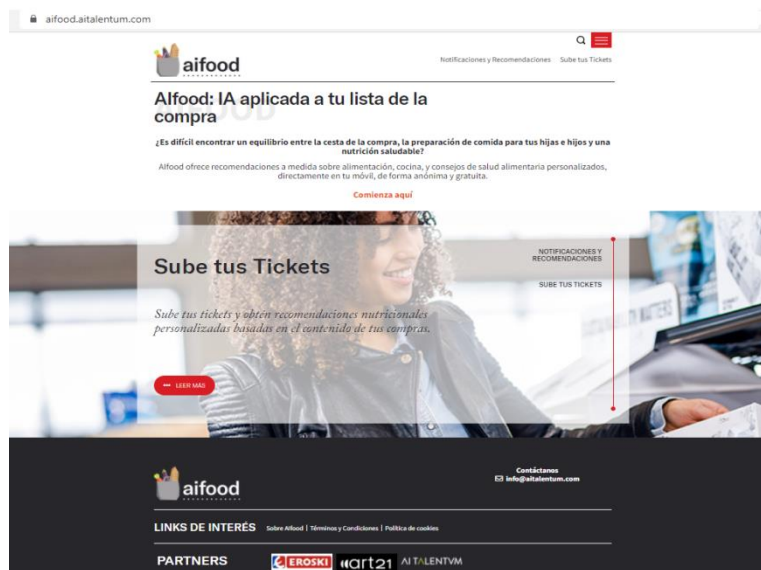 aifood.aitalentum.com
aifood
Notificaciones y Recomendaciones Sube tus Tickets
AIfood: IA aplicada a tu lista de la
compra
¿Es difícil encontrar un equilibrio entre la cesta de la compra, la preparación de comida para tus hijas e hijos y una
nutrición saludable?
AIfood ofrece recomendaciones a medida sobre alimentación, cocina, y consejos de salud alimentaria personalizados,
directamente en tu móvil, de forma anónima y gratuita.
Comienza aquí
Sube tus Tickets
NOTIFICACIONES Y
RECOMENDACIONES
SUBE TUS TICKETS
Sube tus tickets y obtén recomendaciones nutricionales
personalizadas basadas en el contenido de tus compras.
LEER MÁS
aifood
Contáctanos
info@aitalentum.com
LINKS DE INTERÉS Sobre AIfood | Términos y Condiciones | Política de cookies
PARTNERS EROSKI art21 AI TALENTVM